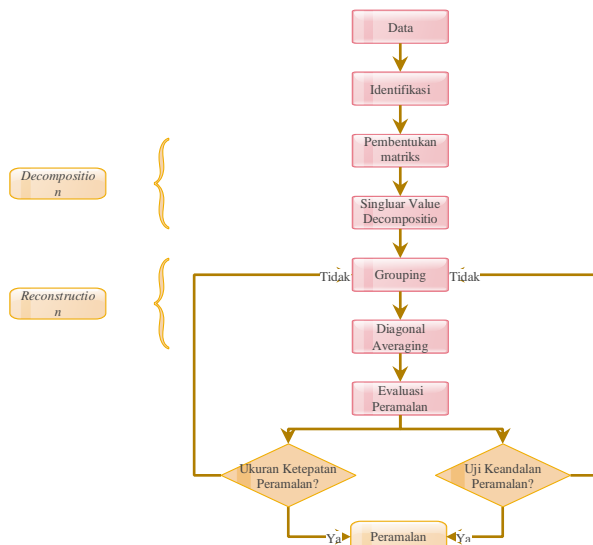 Data
Identifikasi
Pembentukan
matriks
Decompositio
n
Singluar Value
Decompositio
Tidak
Grouping
Tidak
Reconstructio
n
Diagonal
Averaging
Evaluasi
Peramalan
Ukuran Ketepatan
Peramalan?
Uji Keandalan
Peramalan?
Ya
Peramalan
Ya